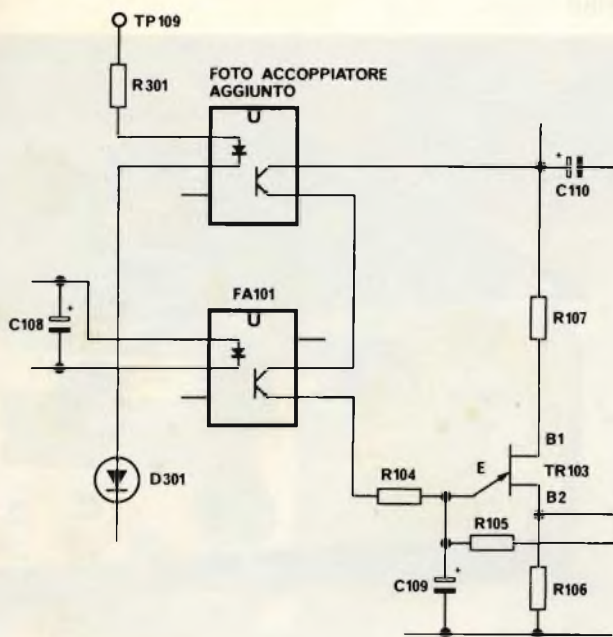 TP109
R301
FOTO ACCOPPIATORE
AGGIUNTO
U
C110
FA101
U
C108
R107
D301
B1
E
TR103
B2
R104
R105
C109
R106